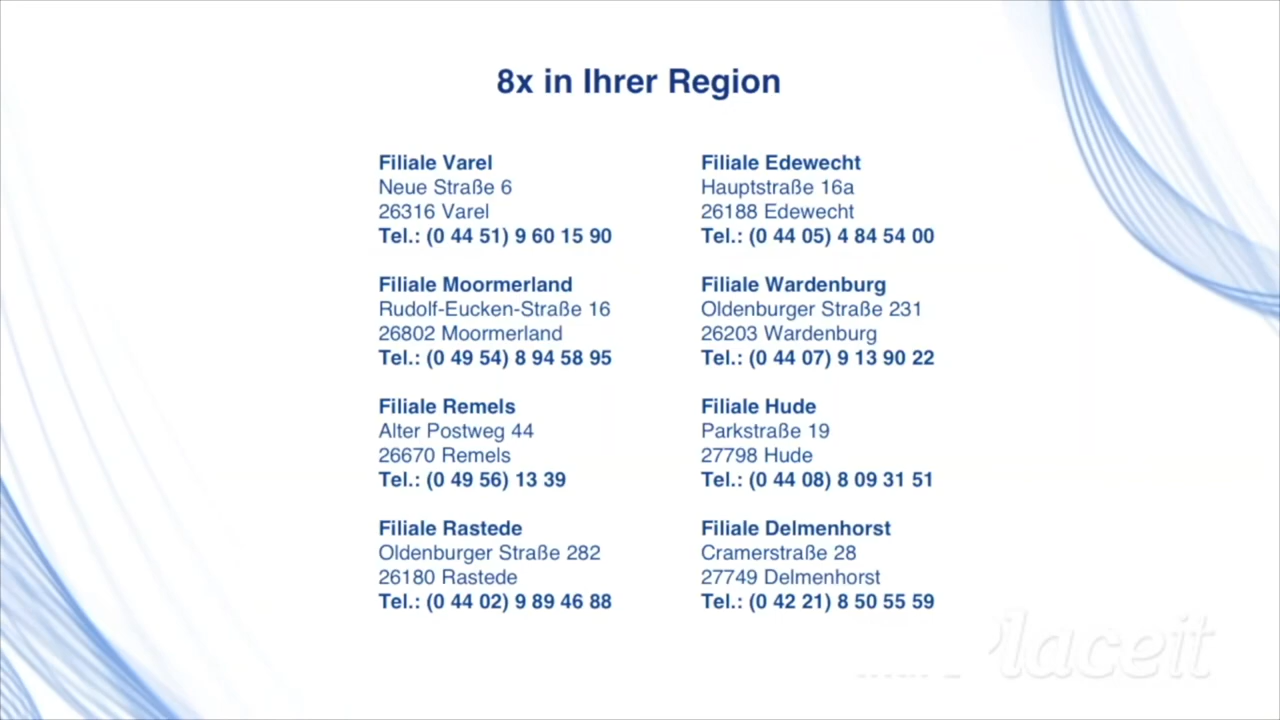 8x in Ihrer Region
Filiale Varel
Neue Straße 6
26316 Varel
Tel.: (0 44 51) 9 60 15 90
Filiale Moormerland
Rudolf-Eucken-Straße 16
26802 Moormerland
Tel.: (0 49 54) 8 94 58 95
Filiale Remels
Alter Postweg 44
26670 Remels
Tel.: (0 49 56) 13 39
Filiale Rastede
Oldenburger Straße 282
26180 Rastede
Tel.: (0 44 02) 9 89 46 88
Filiale Edewecht
Hauptstraße 16a
26188 Edewecht
Tel.: (0 44 05) 4 84 54 00
Filiale Wardenburg
Oldenburger Straße 231
26203 Wardenburg
Tel.: (0 44 07) 9 13 90 22
Filiale Hude
Parkstraße 19
27798 Hude
Tel.: (0 44 08) 8 09 31 51
Filiale Delmenhorst
Cramerstraße 28
27749 Delmenhorst
Tel.: (0 42 21) 8 50 55 59
Placeit